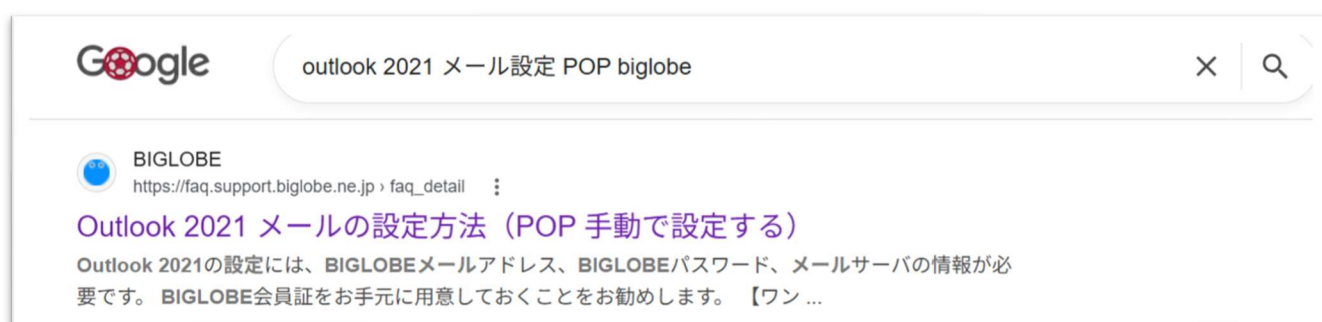 Google
outlook 2021 メール設定 POP biglobe
BIGLOBE
https://faq.support.biglobe.ne.jp › faq_detail
Outlook 2021 メールの設定方法（POP 手動で設定する）
Outlook 2021の設定には、BIGLOBEメールアドレス、BIGLOBEパスワード、メールサーバの情報が必
要です。 BIGLOBE会員証をお手元に用意しておくことをお勧めします。 【ワン ...